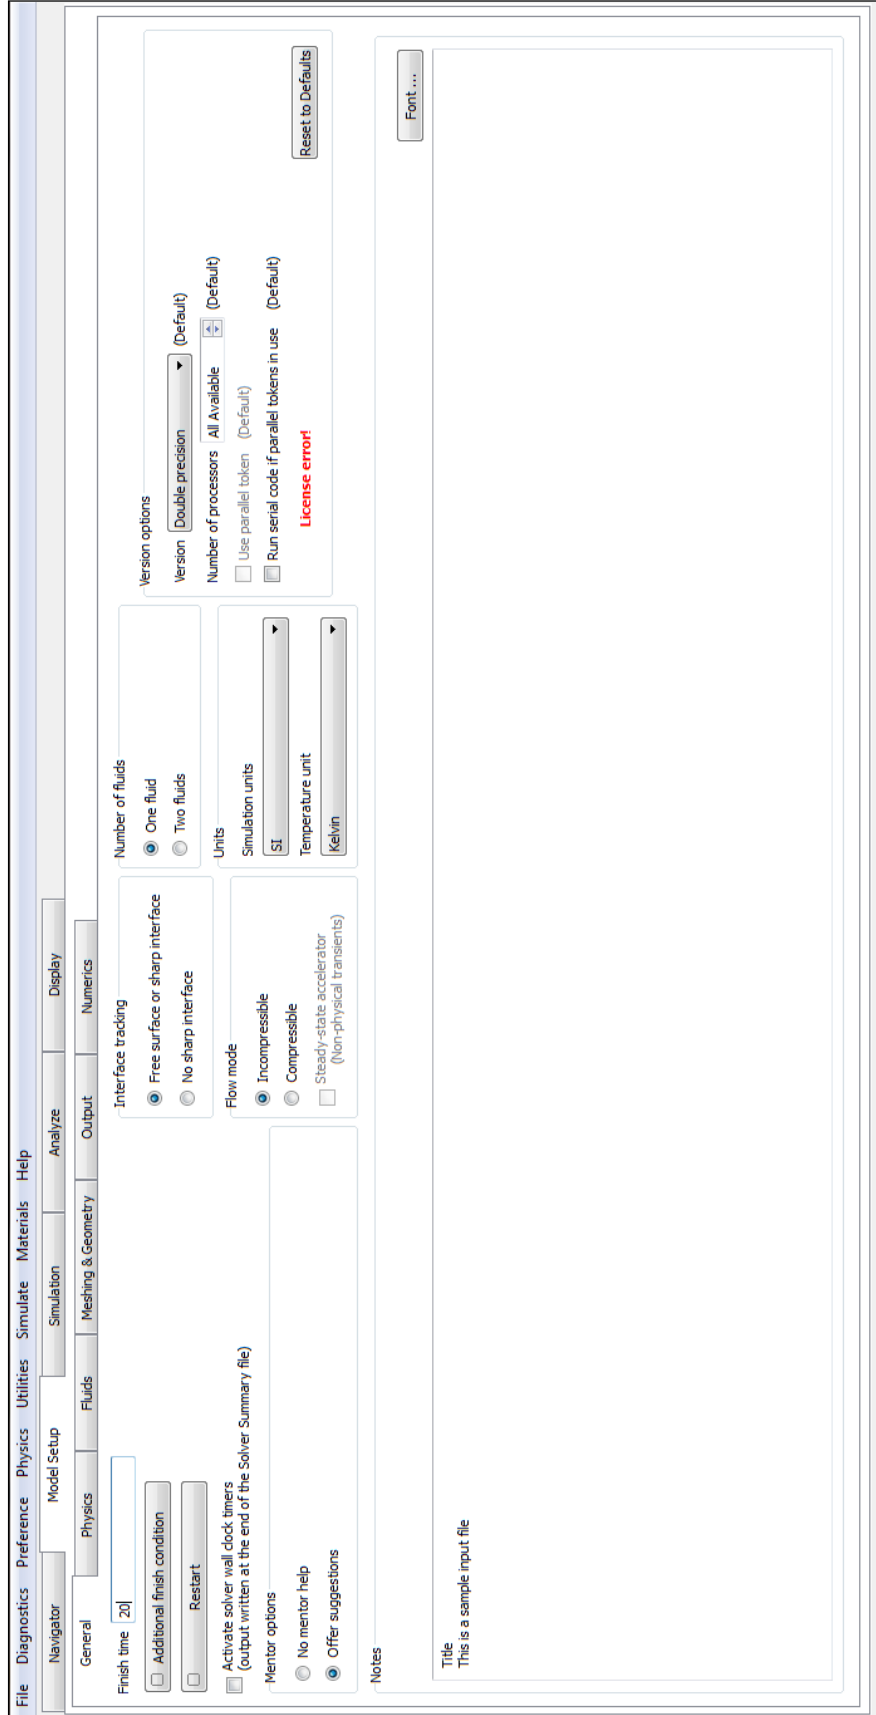 File Diagnostics Preference Physics Utilities Simulate Materials Help
Navigator Model Setup Simulation Analyze Display
General Physics Fluids Meshing & Geometry Output Numerics
Finish time 20
Additional finish condition
Restart
Activate solver wall clock timers
(output written at the end of the Solver Summary file)
Mentor options
No mentor help
Offer suggestions
Interface tracking
Free surface or sharp interface
No sharp interface
Flow mode
Incompressible
Compressible
Steady-state accelerator
(Non-physical transients)
Number of fluids
One fluid
Two fluids
Units
Simulation units
SI
Temperature unit
Kelvin
Version options
Version Double precision (Default)
Number of processors All Available (Default)
Use parallel token (Default)
Run serial code if parallel tokens in use (Default)
License error!
Reset to Defaults
Notes
Font ...
Title
This is a sample input file